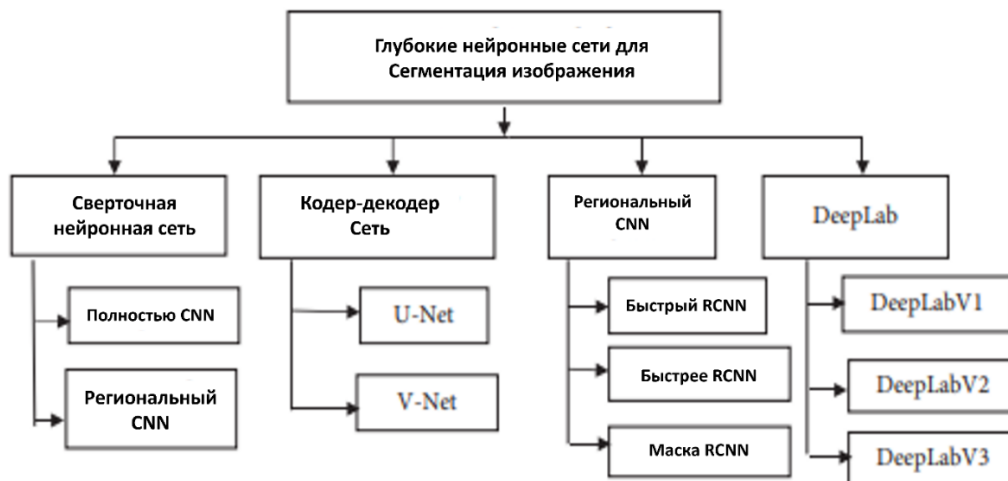 Глубокие нейронные сети для
Сегментация изображения
Сверточная
нейронная сеть
Кодер-декодер
Сеть
Региональный
CNN
DeepLab
Полностью CNN
Региональный
CNN
U-Net
V-Net
Быстрый RCNN
Быстрее RCNN
Маска RCNN
DeepLabV1
DeepLabV2
DeepLabV3